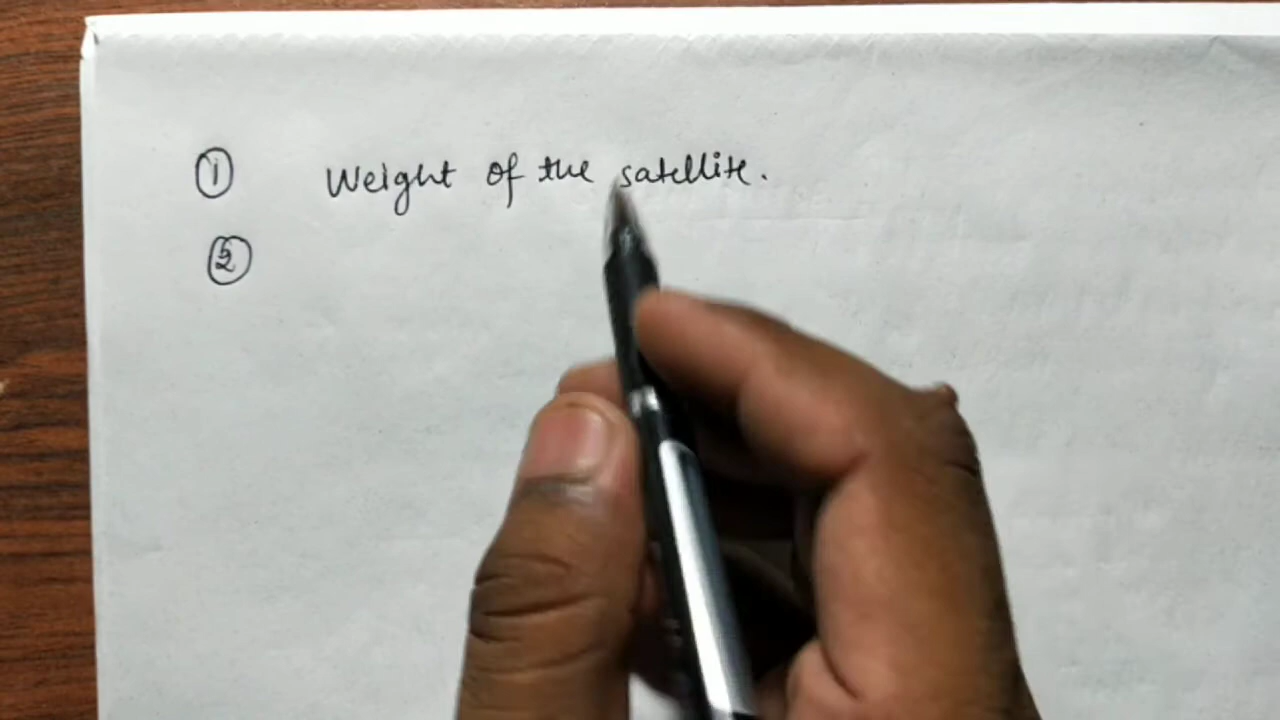 ① Weight of the satellite.
②